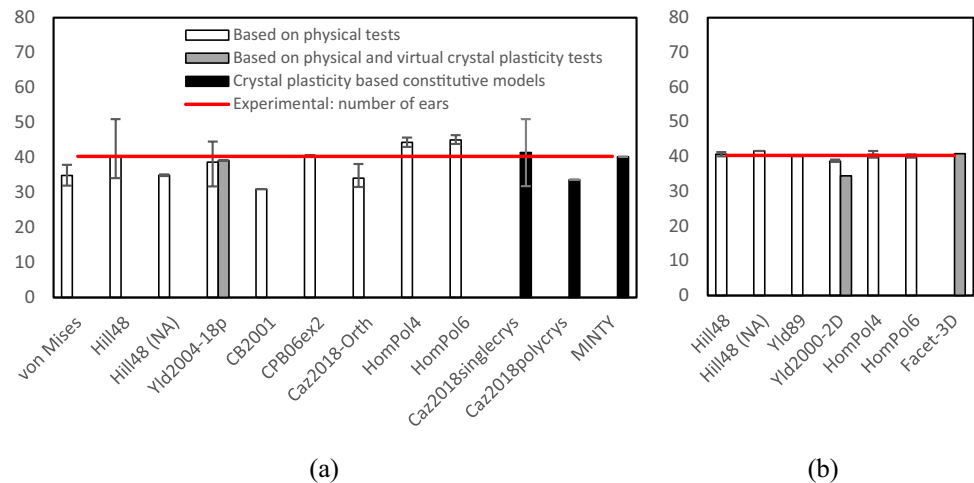 80
70
60
50
40
30
20
10
0
Based on physical tests
Based on physical and virtual crystal plasticity tests
Crystal plasticity based constitutive models
Experimental: number of ears
von Mises
Hill48
Hill48 (NA)
Yld2004-18p
CB2001
CPB06ex2
Caz2018-Orth
HomPol4
HomPol6
Caz2018singlecrys
Caz2018polycrys
MINTY
(a)
80
70
60
50
40
30
20
10
0
Hill48
Hill48 (NA)
Yld89
Yld2000-2D
HomPol4
HomPol6
Facet-3D
(b)